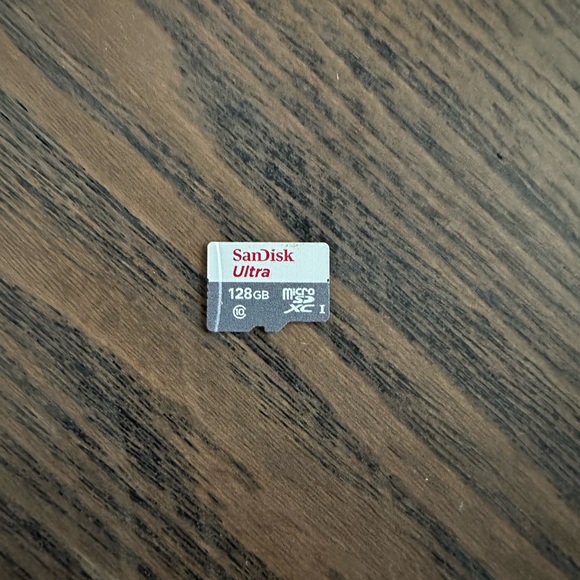 SanDisk
Ultra
128GB micro
SD
XC I
10